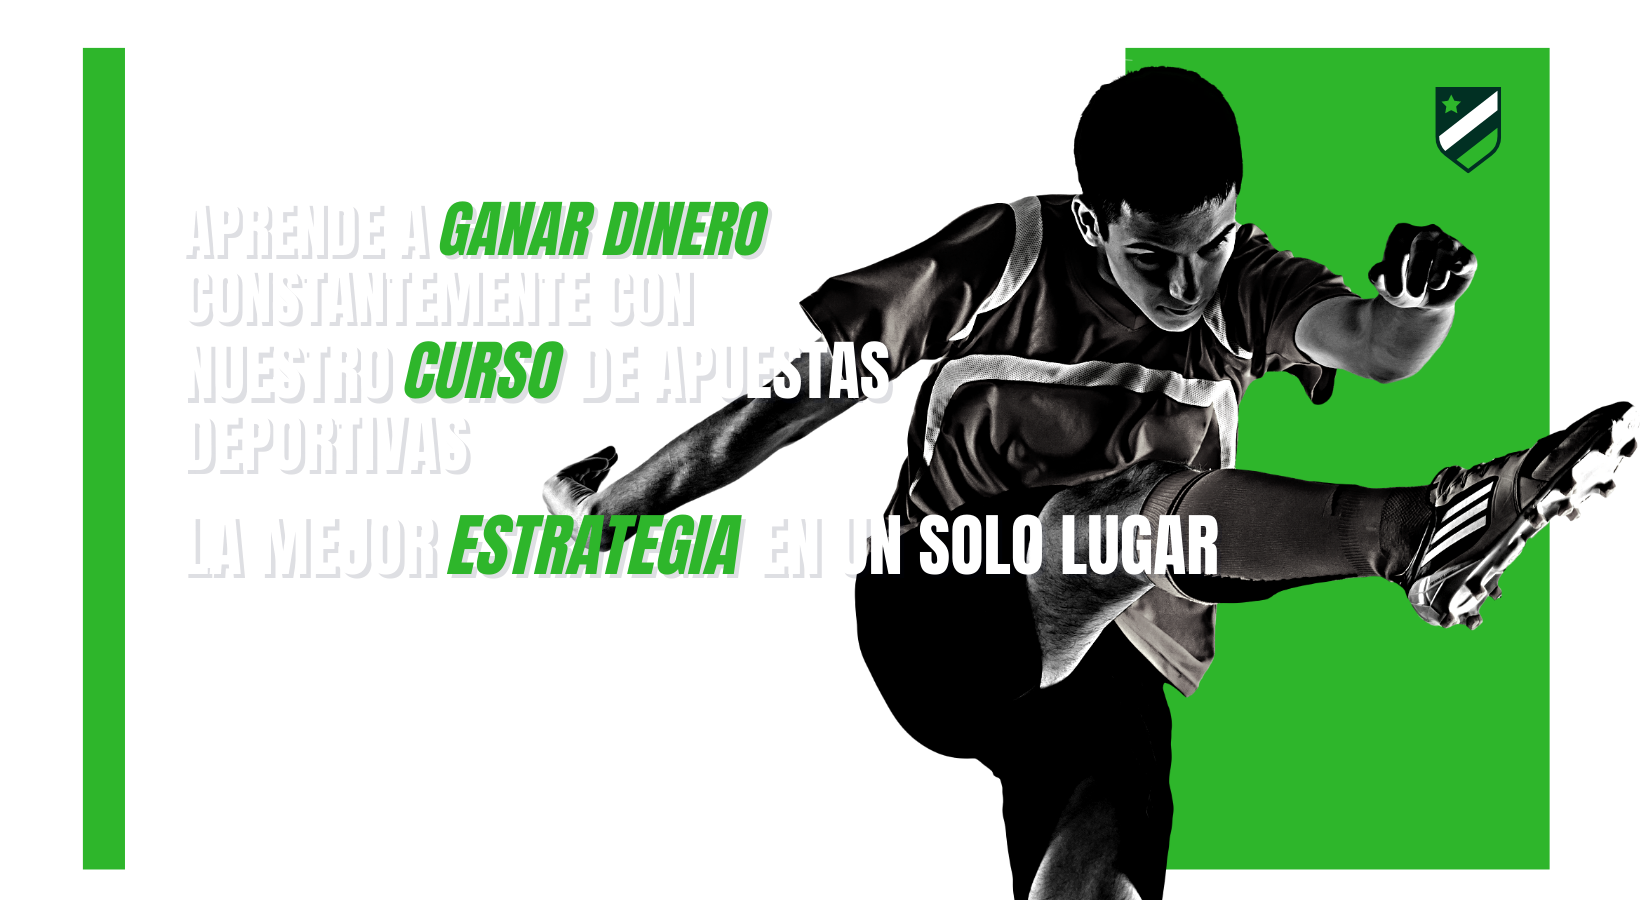 APRENDE A GANAR DINERO
CONSTANTEMENTE CON
NUESTRO CURSO DE APUESTAS
DEPORTIVAS
LA MEJOR ESTRATEGIA EN UN SOLO LUGAR